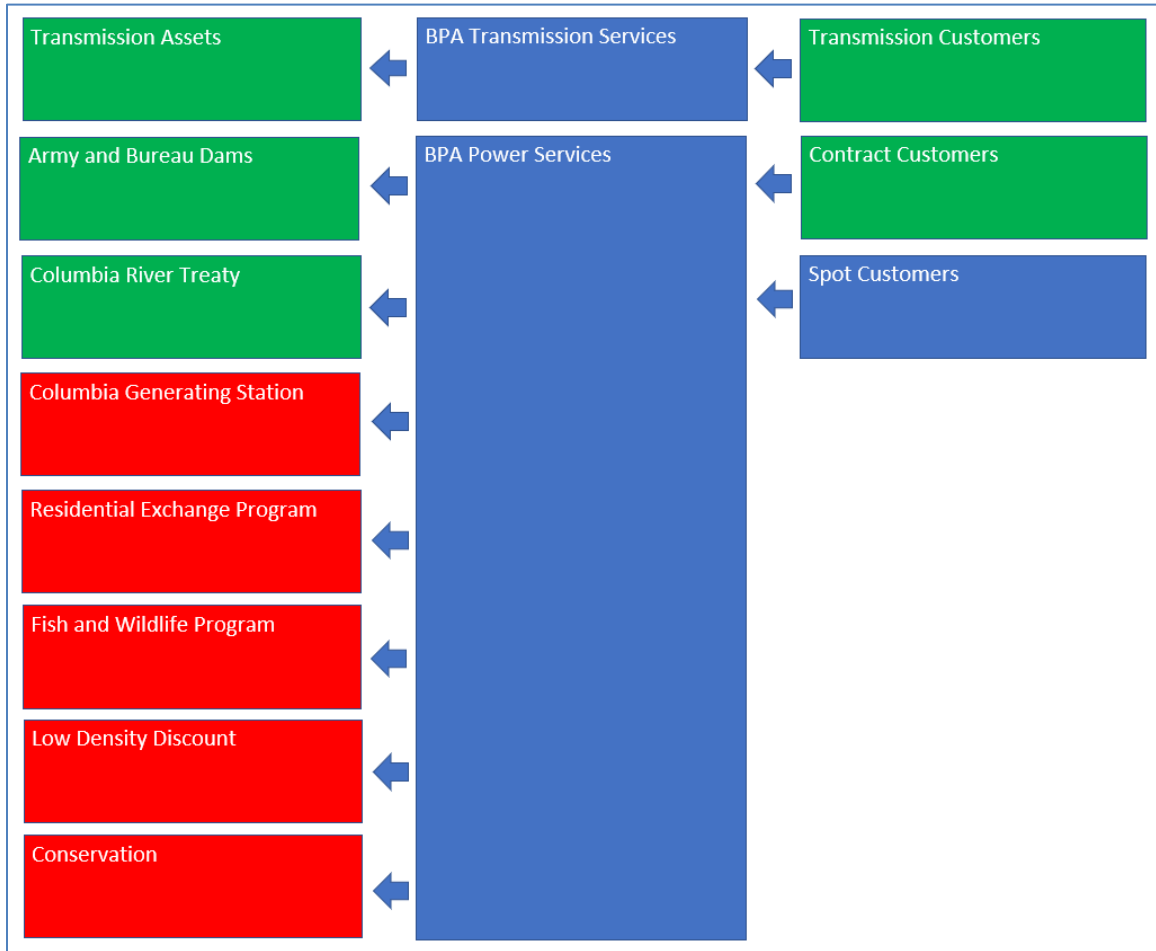 Transmission Assets
BPA Transmission Services
Transmission Customers
Army and Bureau Dams
BPA Power Services
Contract Customers
Columbia River Treaty
Spot Customers
Columbia Generating Station
Residential Exchange Program
Fish and Wildlife Program
Low Density Discount
Conservation